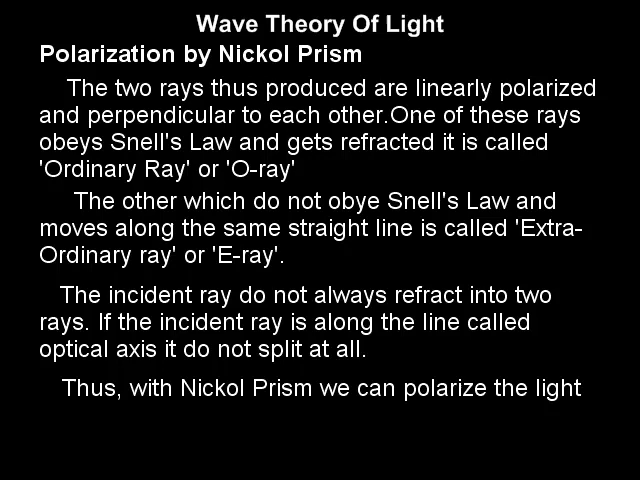 Wave Theory Of Light
Polarization by Nickol Prism
The two rays thus produced are linearly polarized
and perpendicular to each other.One of these rays
obeys Snell's Law and gets refracted it is called
'Ordinary Ray' or 'O-ray'
The other which do not obye Snell's Law and
moves along the same straight line is called 'Extra-
Ordinary ray' or 'E-ray'.
The incident ray do not always refract into two
rays. If the incident ray is along the line called
optical axis it do not split at all.
Thus, with Nickol Prism we can polarize the light